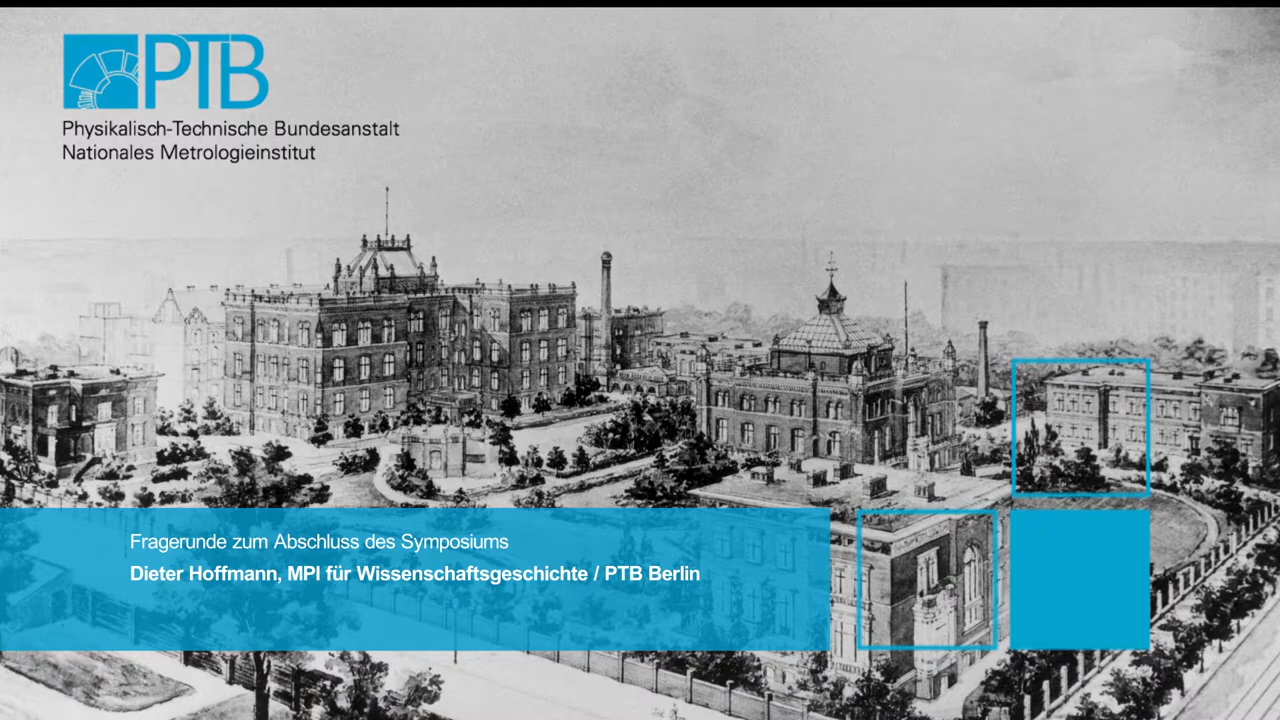 PTB
Physikalisch-Technische Bundesanstalt
Nationales Metrologieinstitut
Fragerunde zum Abschluss des Symposiums
Dieter Hoffmann, MPI für Wissenschaftsgeschichte / PTB Berlin